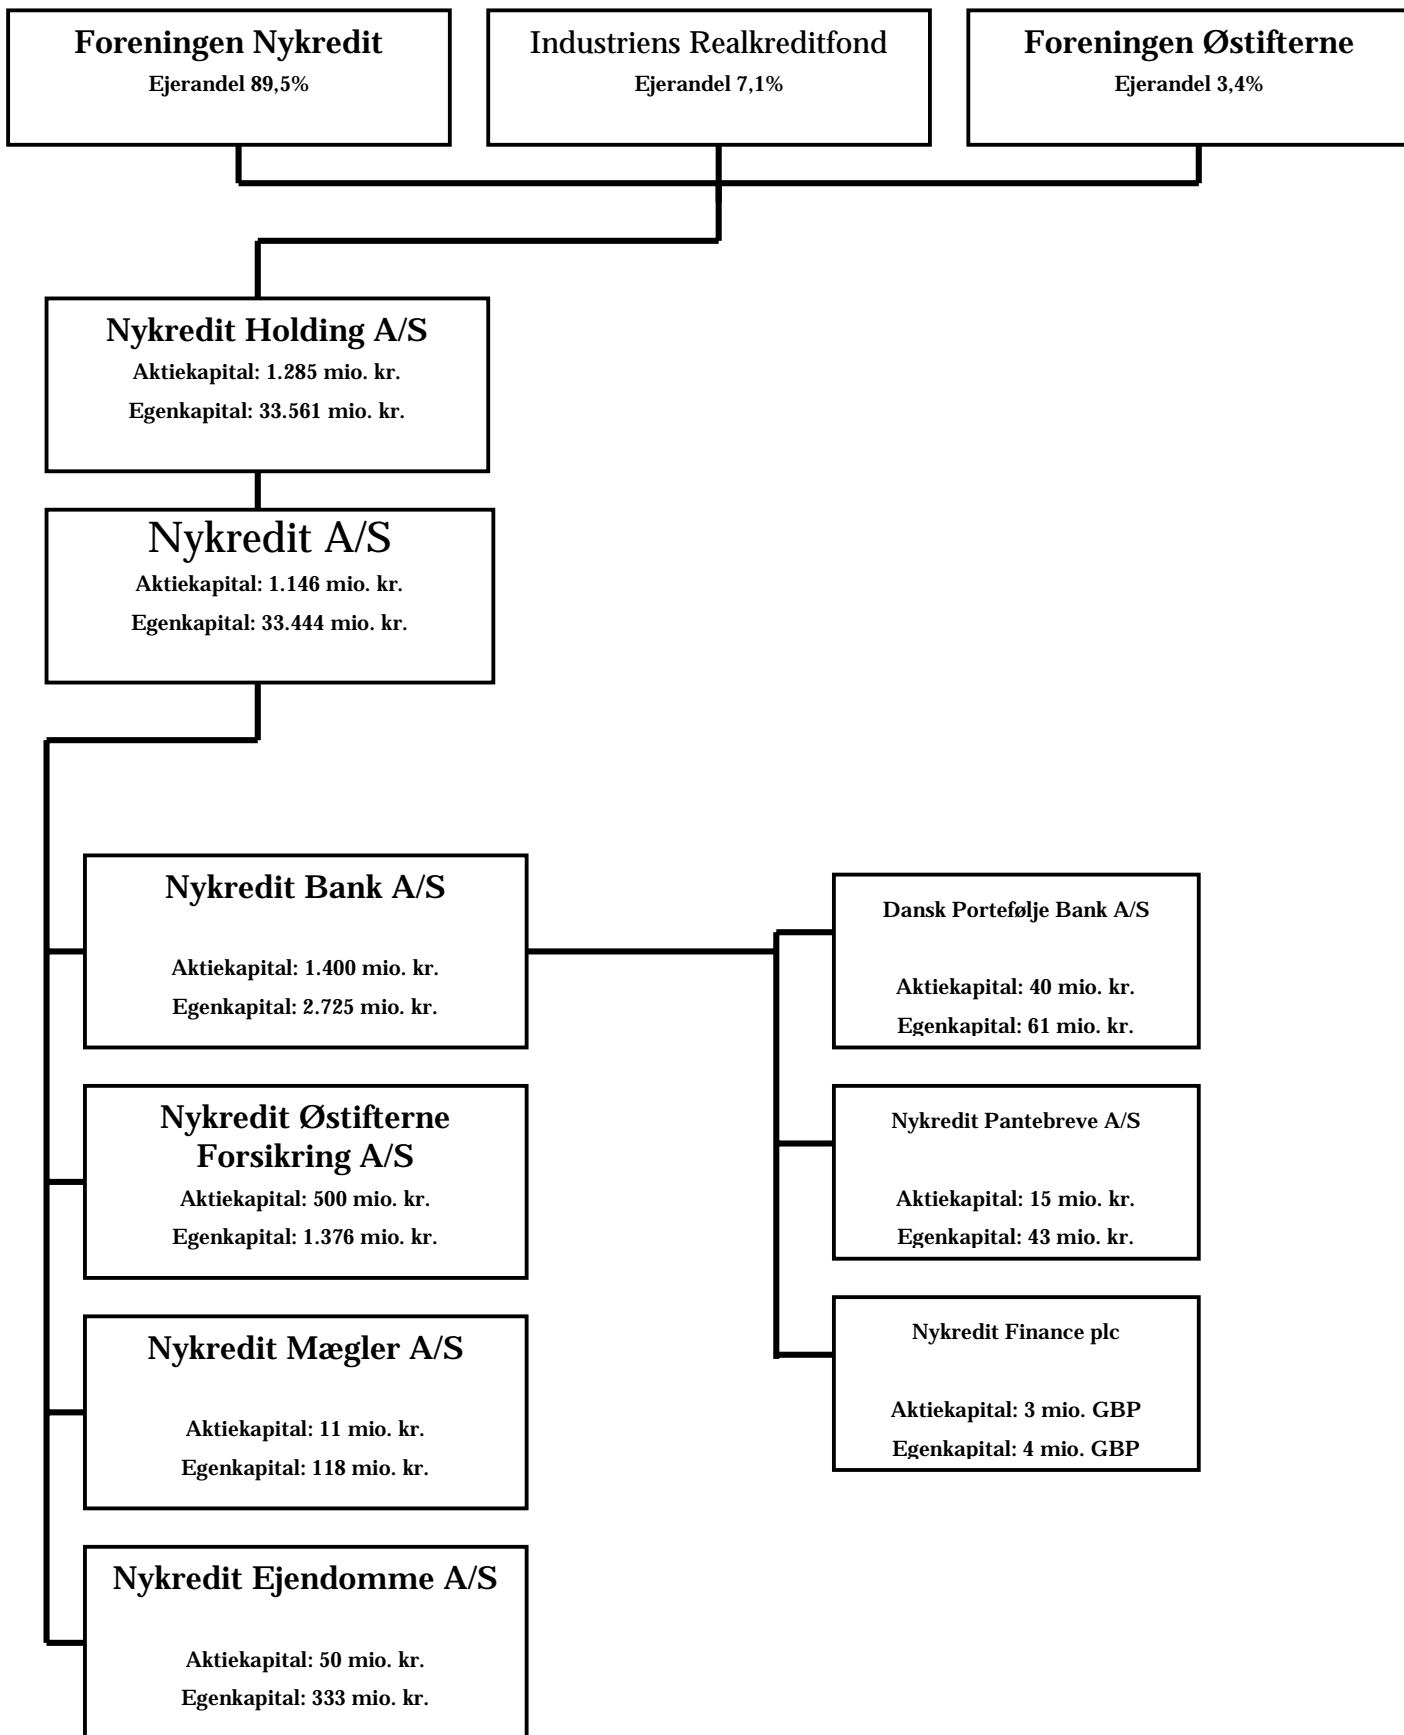 Foreningen Nykredit
Ejerandel 89,5%
Industriens Realkreditfond
Ejerandel 7,1%
Foreningen Østifterne
Ejerandel 3,4%
Nykredit Holding A/S
Aktiekapital: 1.285 mio. kr.
Egenkapital: 33.561 mio. kr.
Nykredit A/S
Aktiekapital: 1.146 mio. kr.
Egenkapital: 33.444 mio. kr.
Nykredit Bank A/S
Aktiekapital: 1.400 mio. kr.
Egenkapital: 2.725 mio. kr.
Nykredit Østifterne
Forsikring A/S
Aktiekapital: 500 mio. kr.
Egenkapital: 1.376 mio. kr.
Nykredit Mægler A/S
Aktiekapital: 11 mio. kr.
Egenkapital: 118 mio. kr.
Nykredit Ejendomme A/S
Aktiekapital: 50 mio. kr.
Egenkapital: 333 mio. kr.
Dansk Portefølje Bank A/S
Aktiekapital: 40 mio. kr.
Egenkapital: 61 mio. kr.
Nykredit Pantebreve A/S
Aktiekapital: 15 mio. kr.
Egenkapital: 43 mio. kr.
Nykredit Finance plc
Aktiekapital: 3 mio. GBP
Egenkapital: 4 mio. GBP